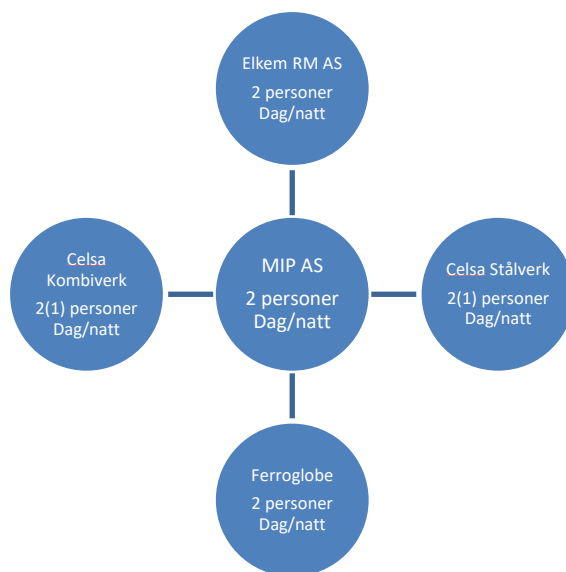 Elkem RM AS
2 personer
Dag/natt
Celsa
Kombiverk
2(1) personer
Dag/natt
MIP AS
2 personer
Dag/natt
Celsa Stålverk
2(1) personer
Dag/natt
Ferroglobe
2 personer
Dag/natt